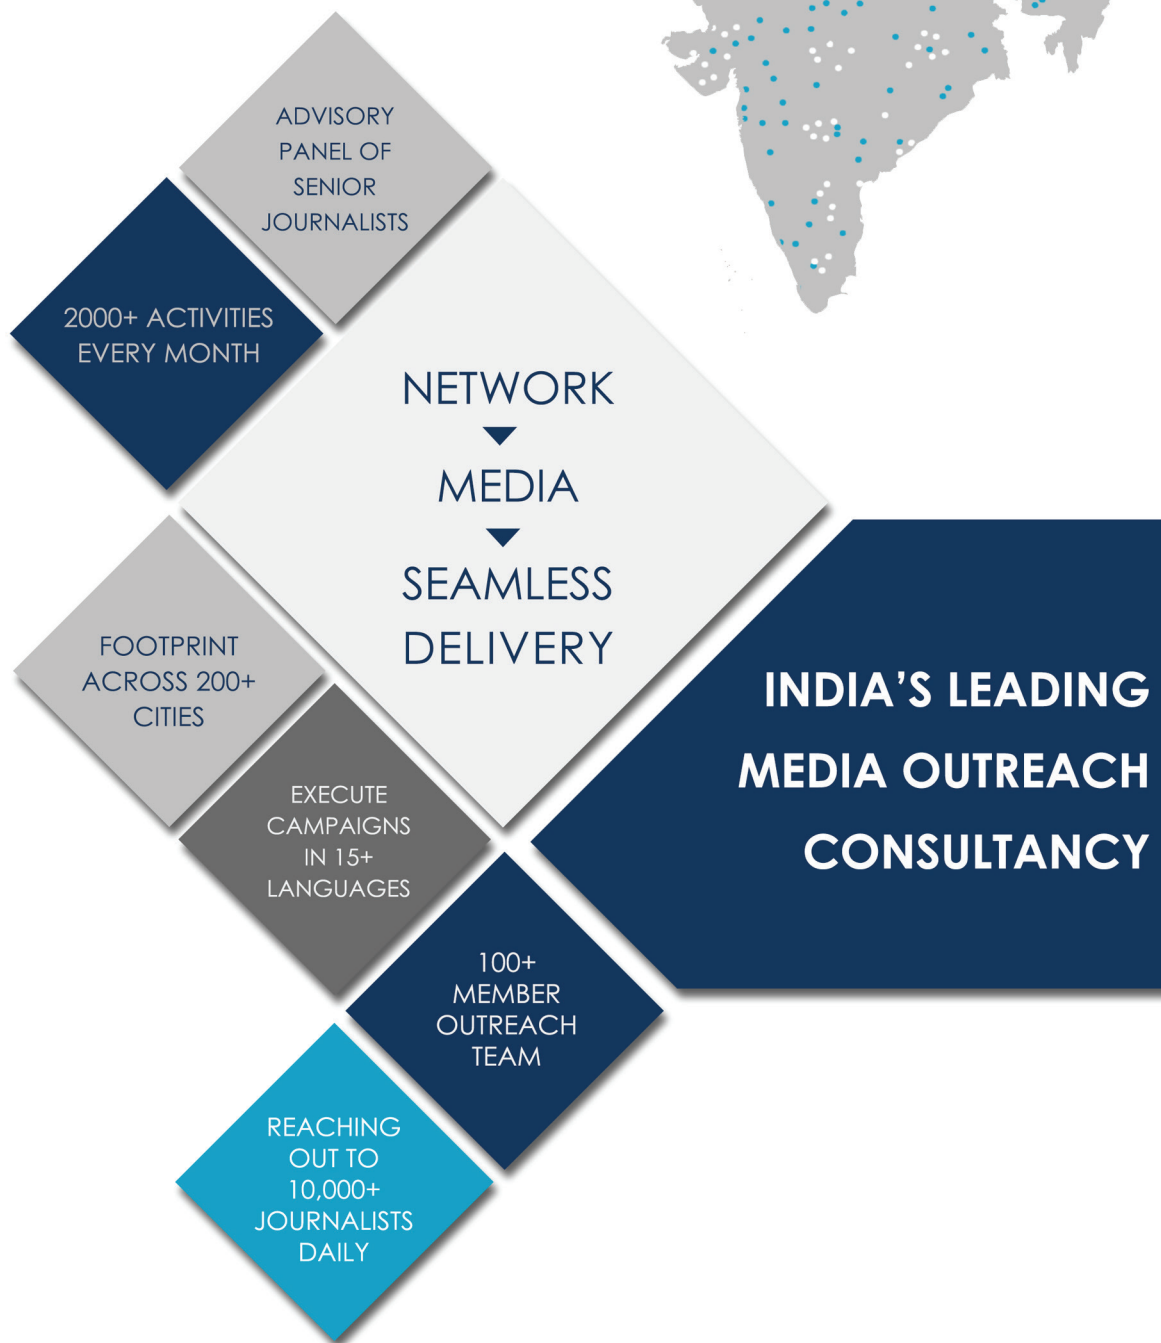 ADVISORY
PANEL OF
SENIOR
JOURNALISTS
2000+ ACTIVITIES
EVERY MONTH
NETWORK
MEDIA
SEAMLESS
DELIVERY
FOOTPRINT
ACROSS 200+
CITIES
INDIA’S LEADING
MEDIA OUTREACH
CONSULTANCY
EXECUTE
CAMPAIGNS
IN 15+
LANGUAGES
100+
MEMBER
OUTREACH
TEAM
REACHING
OUT TO
10,000+
JOURNALISTS
DAILY